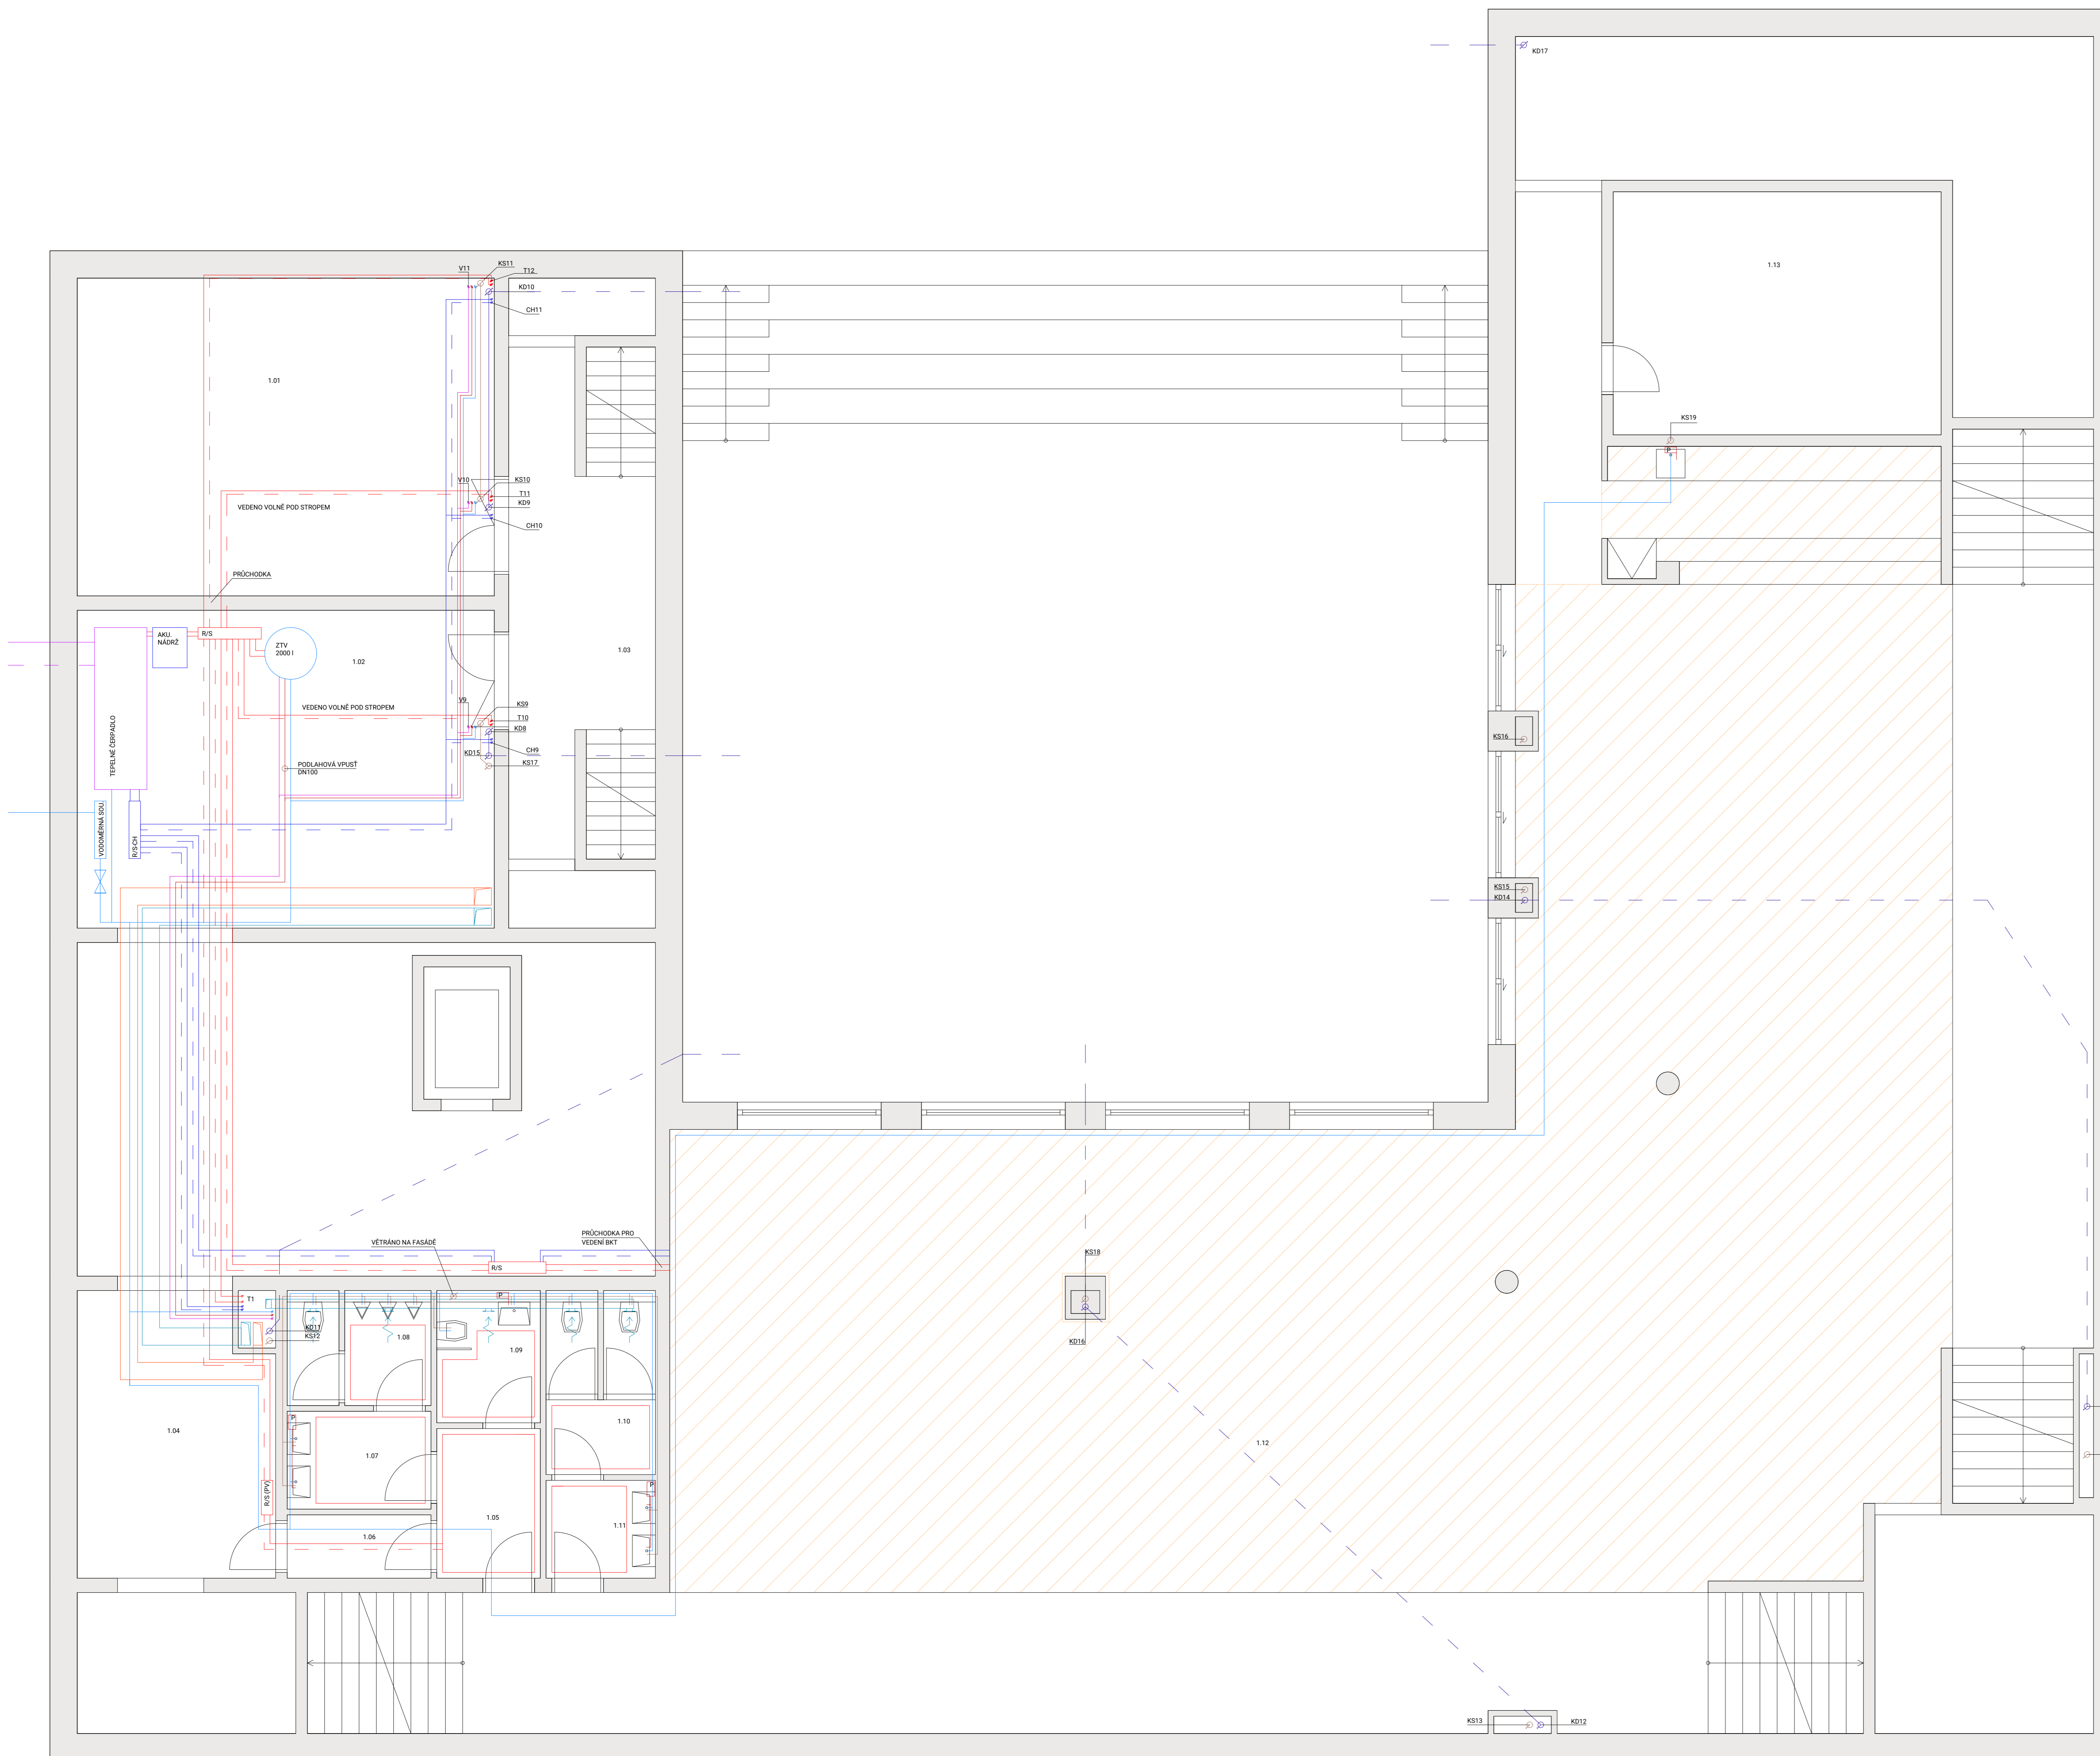 KD17
1.13
KS11
V11
T12
KD10
CH11
1.01
KS19
P
KS10
V10
T11
KD9
VEDENO VOLNĚ POD STROPEM
CH10
PRŮCHODKA
R/S
AKU.
NÁDRŽ
ZTV
2000 l
1.02
1.03
TEPELNÉ ČERPADLO
V9
KS9
VEDENO VOLNĚ POD STROPEM
T10
KD8
KS16
CH9
KD15
KS17
PODLAHOVÁ VPUSŤ
DN100
VODOMĚRNÁ SOU.
R/S-CH
KS15
KD14
PRŮCHODKA PRO
VEDENÍ BKT
VĚTRÁNO NA FASÁDĚ
KS18
R/S
T1
P
KD11
KS12
1.08
KD16
1.09
P
1.10
1.04
1.07
1.12
R/S (PV)
P
1.05
1.11
1.06
KS13
KD12